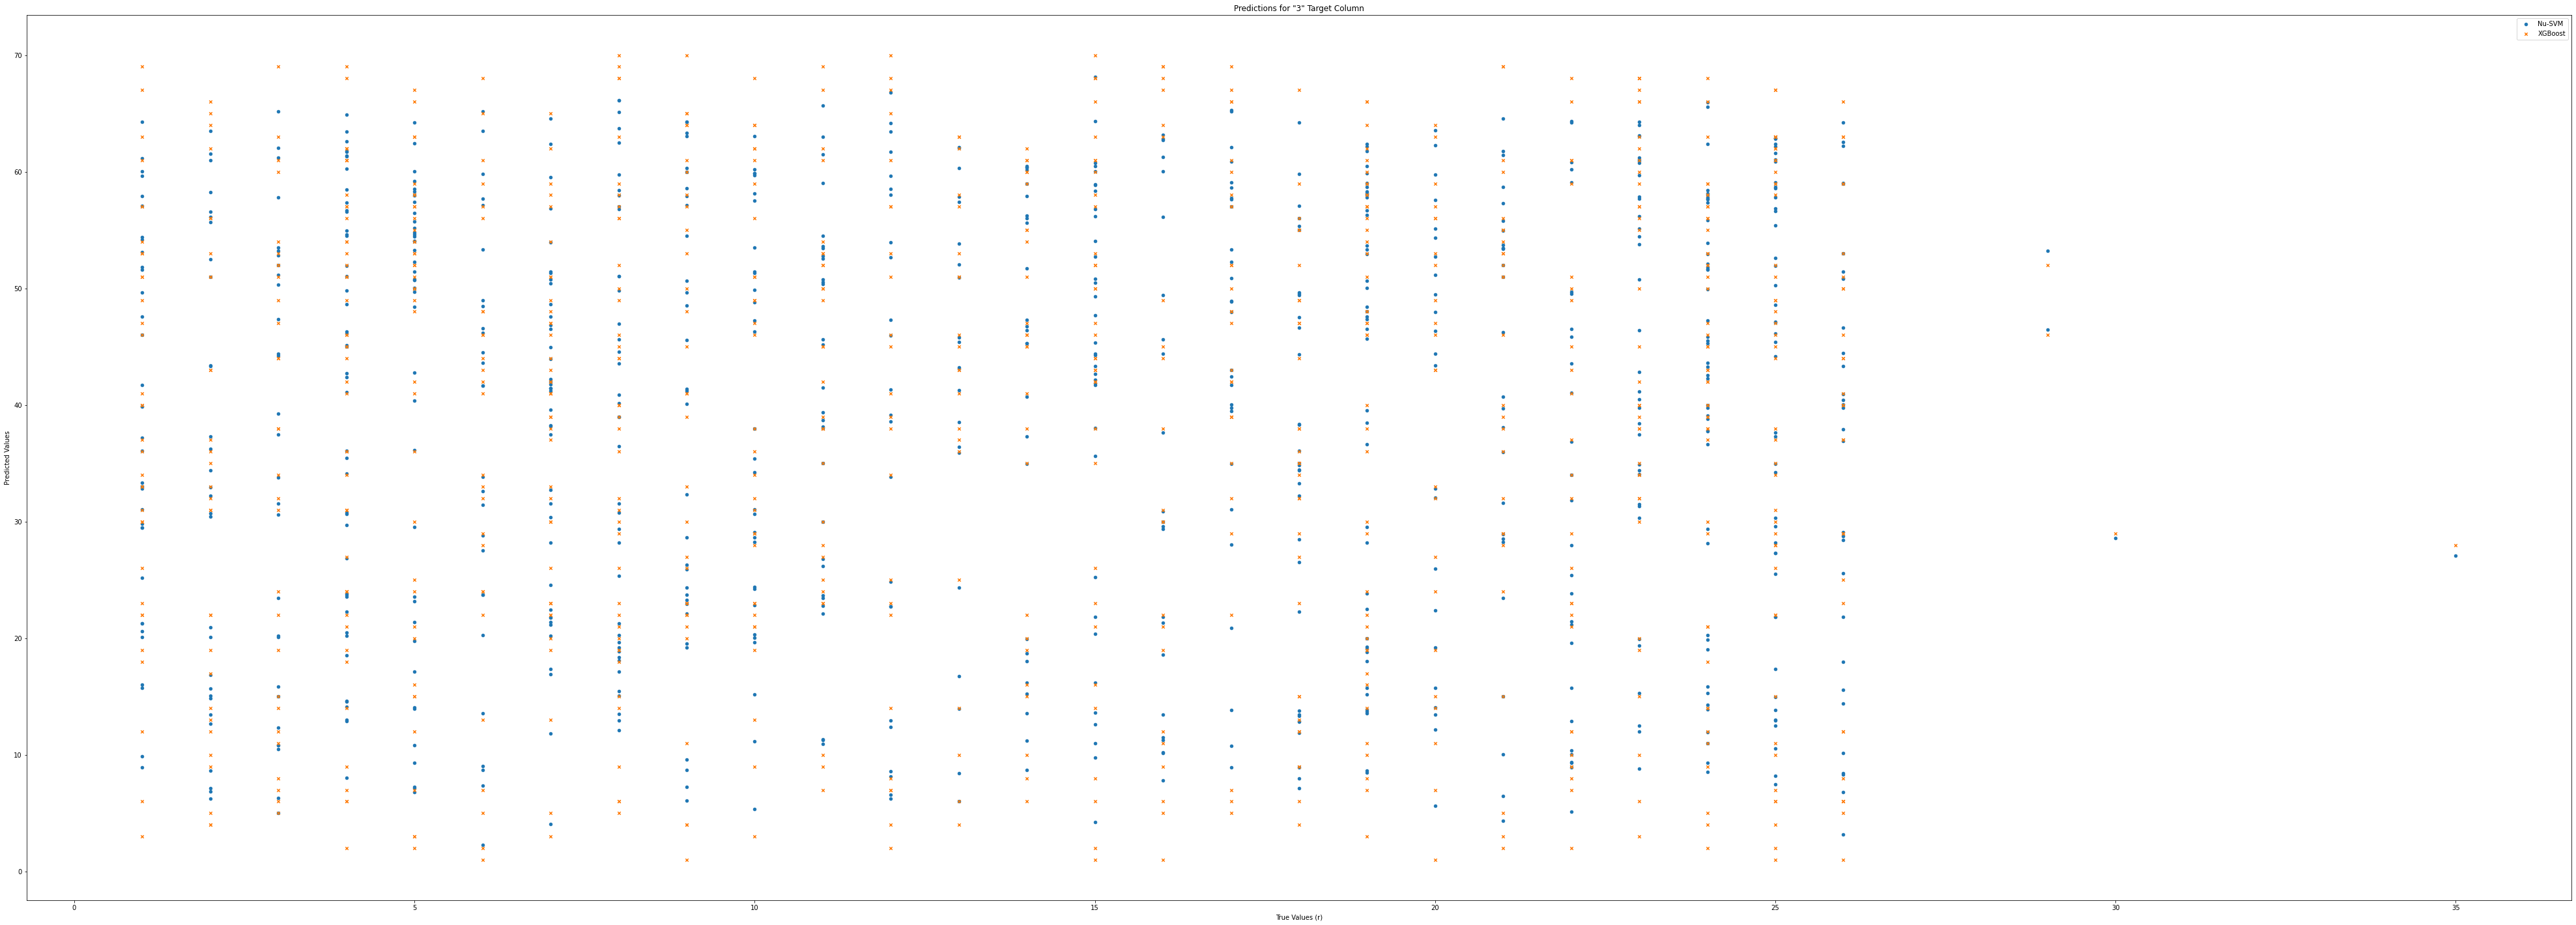 Predictions for "3" Target Column
Nu-SVM
XGBoost
70
60
50
40
30
20
10
0
Predicted Values
0 5 10 15 20 25 30 35
True Values (r)